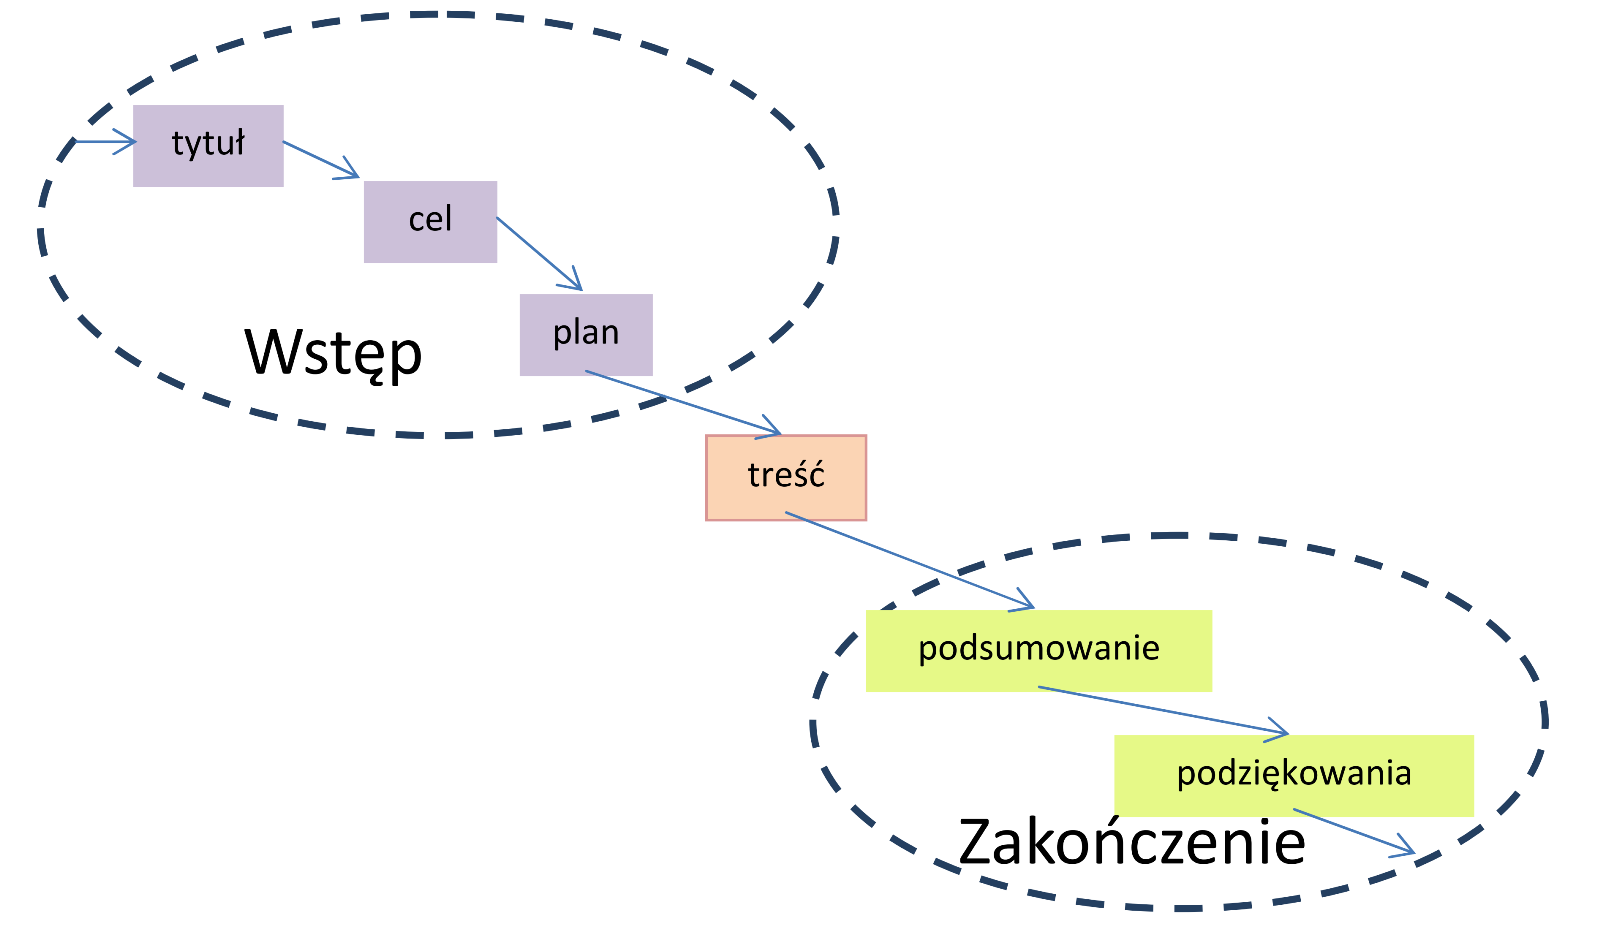 tytuł
cel
plan
Wstęp
treść
podsumowanie
podziękowania
Zakończenie